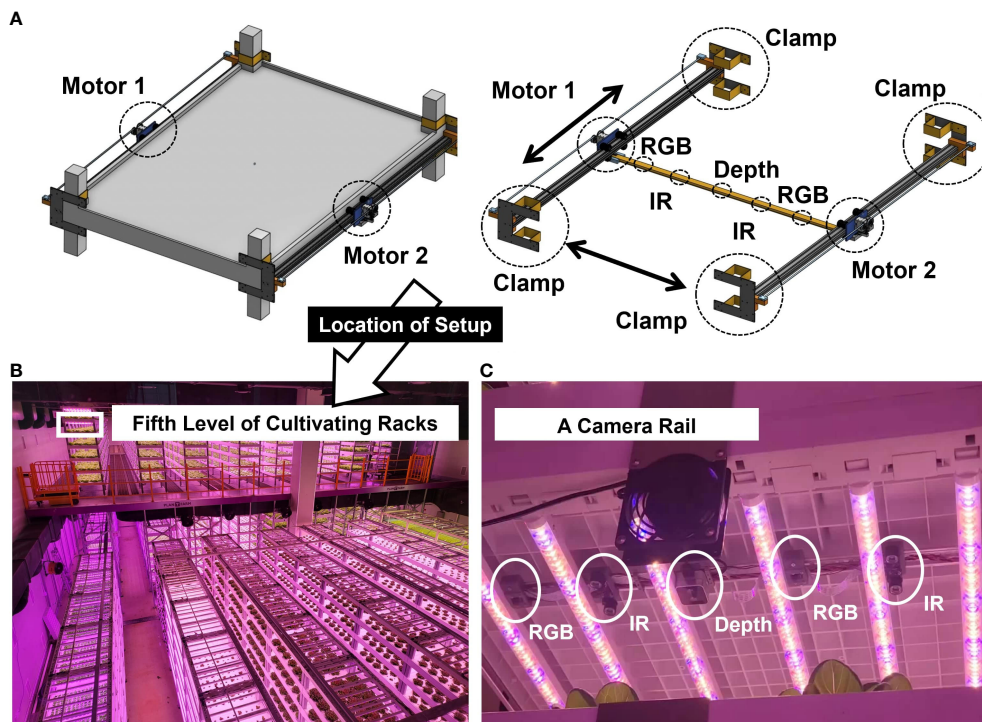 A
Motor 1
Motor 2
Clamp
Motor 1
Clamp
RGB
Depth
RGB
IR
IR
Clamp
Motor 2
Clamp
Location of Setup
B
Fifth Level of Cultivating Racks
C
A Camera Rail
RGB
IR
Depth
RGB
IR